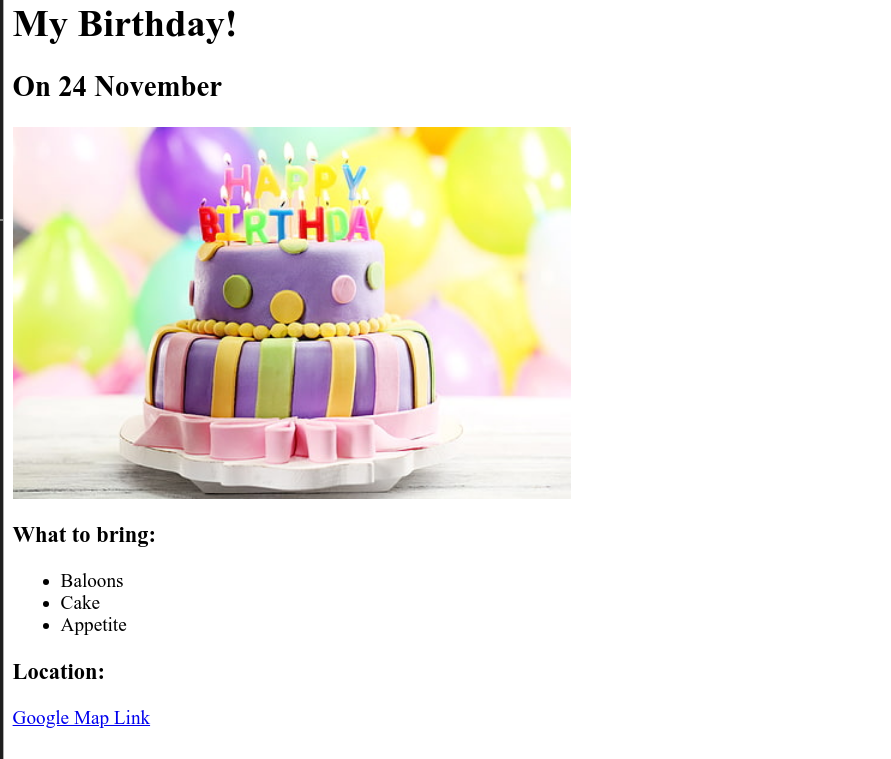 My Birthday!
On 24 November
HAPPY
BIRTHDAY
What to bring:
Baloons
Cake
Appetite
Location:
Google Map Link